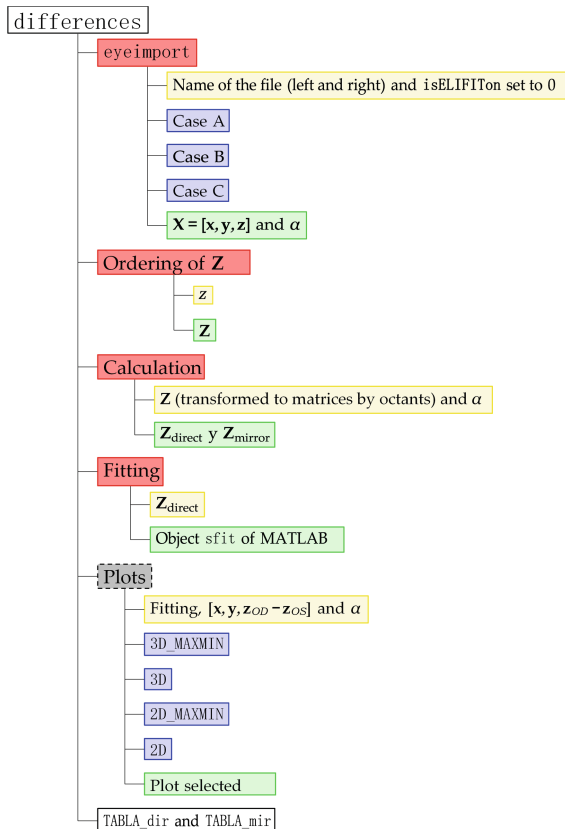 differences
eyeimport
Name of the file (left and right) and isELIFITon set to 0
Case A
Case B
Case C
X = [x, y, z] and α
Ordering of Z
z
Z
Calculation
Z (transformed to matrices by octants) and α
Zdirect y Zmirror
Fitting
Zdirect
Object sfit of MATLAB
Plots
Fitting, [x, y, zOD − zOS] and α
3D_MAXMIN
3D
2D_MAXMIN
2D
Plot selected
TABLA_dir and TABLA_mir